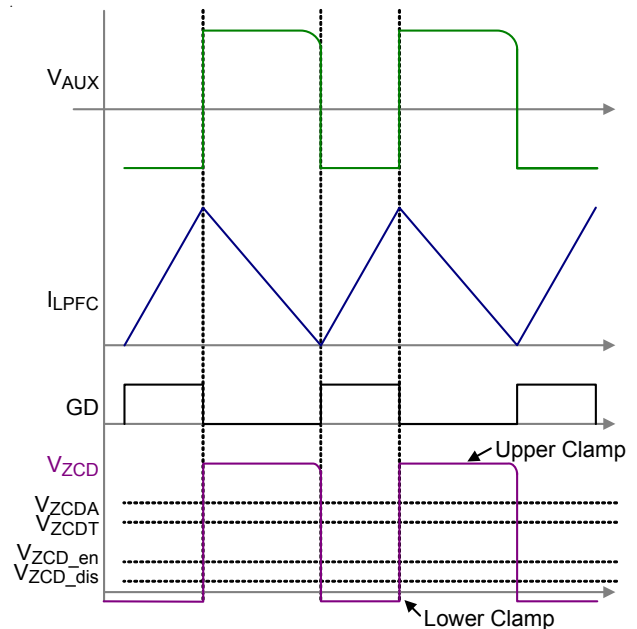 VAUX
ILPFC
GD
VZCD
Upper Clamp
VZCDA
VZCDT
VZCD_en
VZCD_dis
Lower Clamp